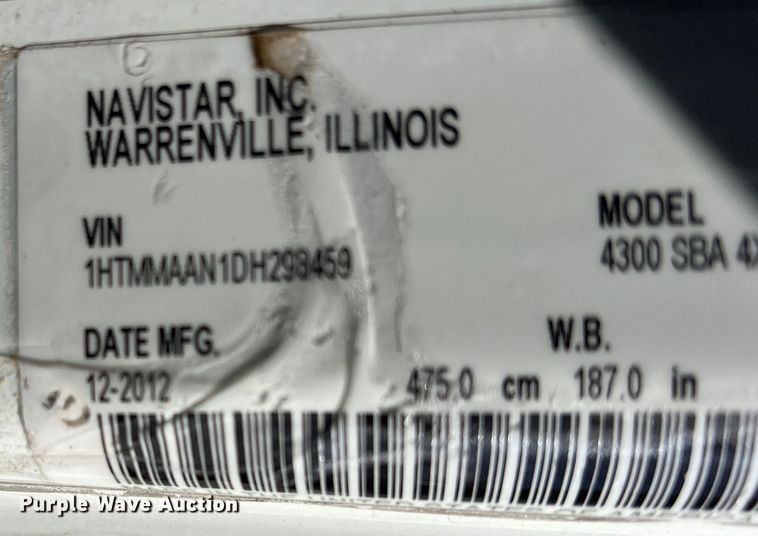 NAVISTAR, INC.
WARRENVILLE, ILLINOIS
VIN
1HTMMAAN1DH298459
MODEL
4300 SBA 4X
DATE MFG.
12-2012
W.B.
475.0 cm 187.0 in
Purple Wave Auction